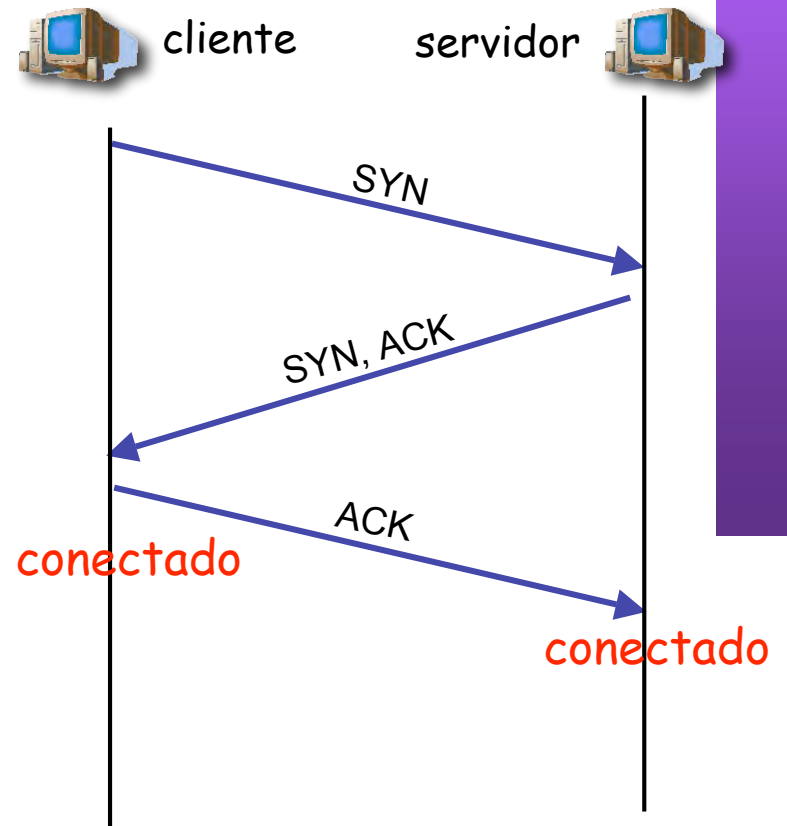 cliente servidor
SYN
SYN, ACK
ACK
conectado
conectado